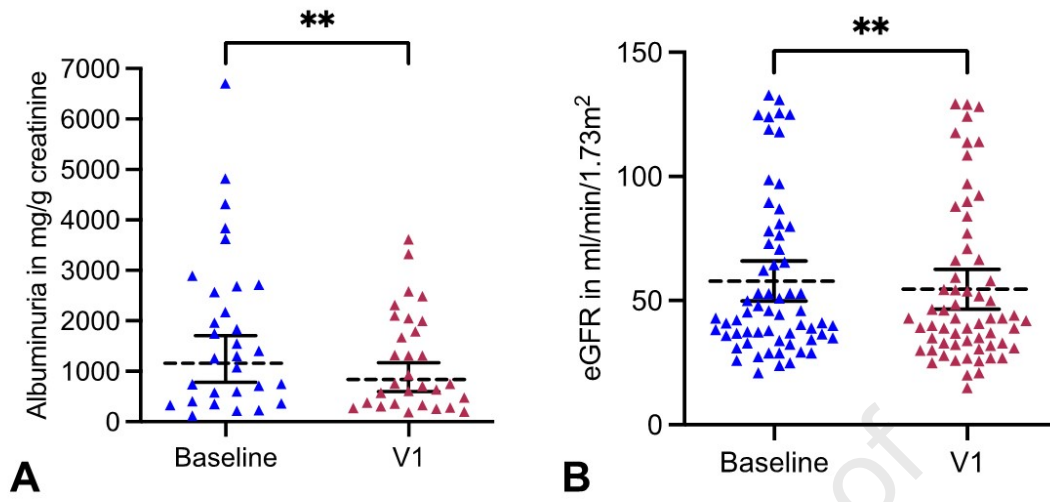 **
Albuminuria in mg/g creatinine
7000
6000
5000
4000
3000
2000
1000
0
Baseline
V1
A
**
eGFR in ml/min/1.73m²
150
100
50
0
Baseline
V1
B
of